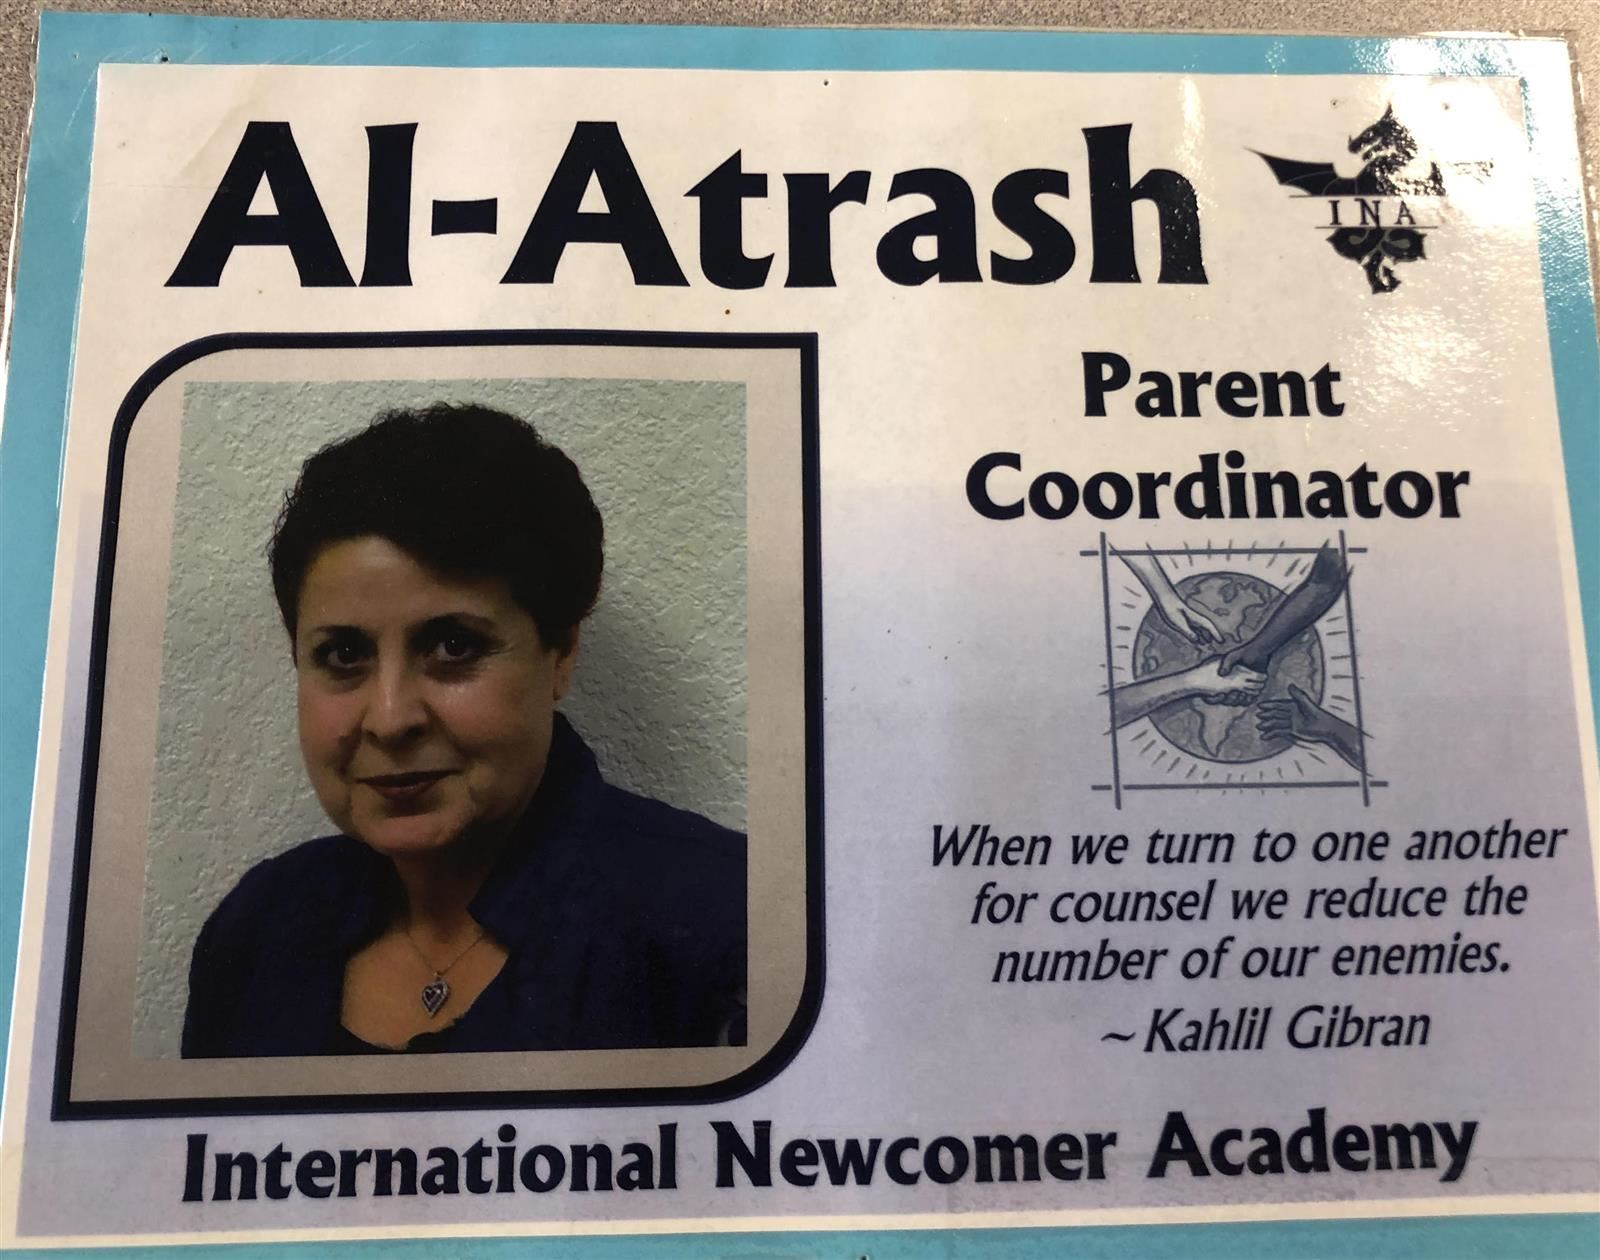 Al-Atrash
INA
Parent
Coordinator
When we turn to one another
for counsel we reduce the
number of our enemies.
~Kahlil Gibran
International Newcomer Academy